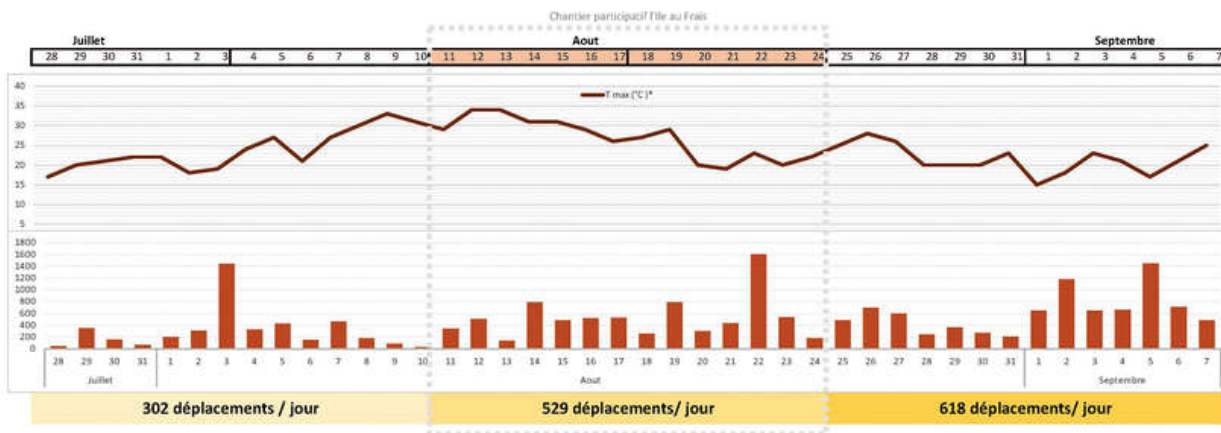 Chantier participatif l'Ile au Frais
Juillet Aout Septembre
28 29 30 31 1 2 3 4 5 6 7 8 9 10* 11 12 13 14 15 16 17 18 19 20 21 22 23 24 25 26 27 28 29 30 31 1 2 3 4 5 6 7
T max (°C)*
40
35
30
25
20
15
10
5
1800
1600
1400
1200
1000
800
600
400
200
0
28 29 30 31 1 2 3 4 5 6 7 8 9 10 11 12 13 14 15 16 17 18 19 20 21 22 23 24 25 26 27 28 29 30 31 1 2 3 4 5 6 7
Juillet Aout Septembre
302 déplacements / jour 529 déplacements/ jour 618 déplacements/ jour